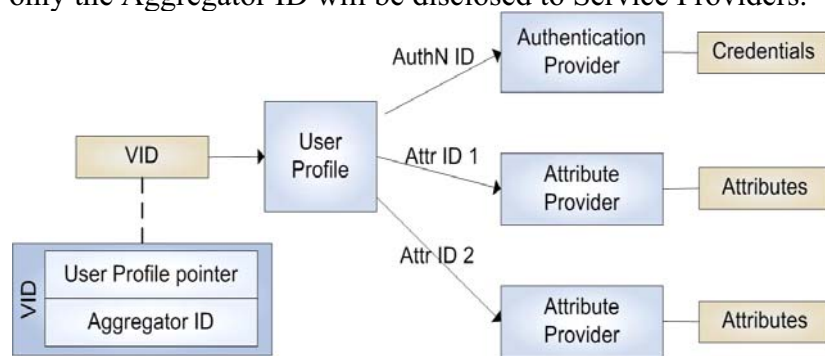 only the Aggregator ID will be disclosed to Service Providers.
AuthN ID
Authentication
Provider
Credentials
VID
User
Profile
Attr ID 1
Attribute
Provider
Attributes
Attr ID 2
VID
User Profile pointer
Aggregator ID
Attribute
Provider
Attributes